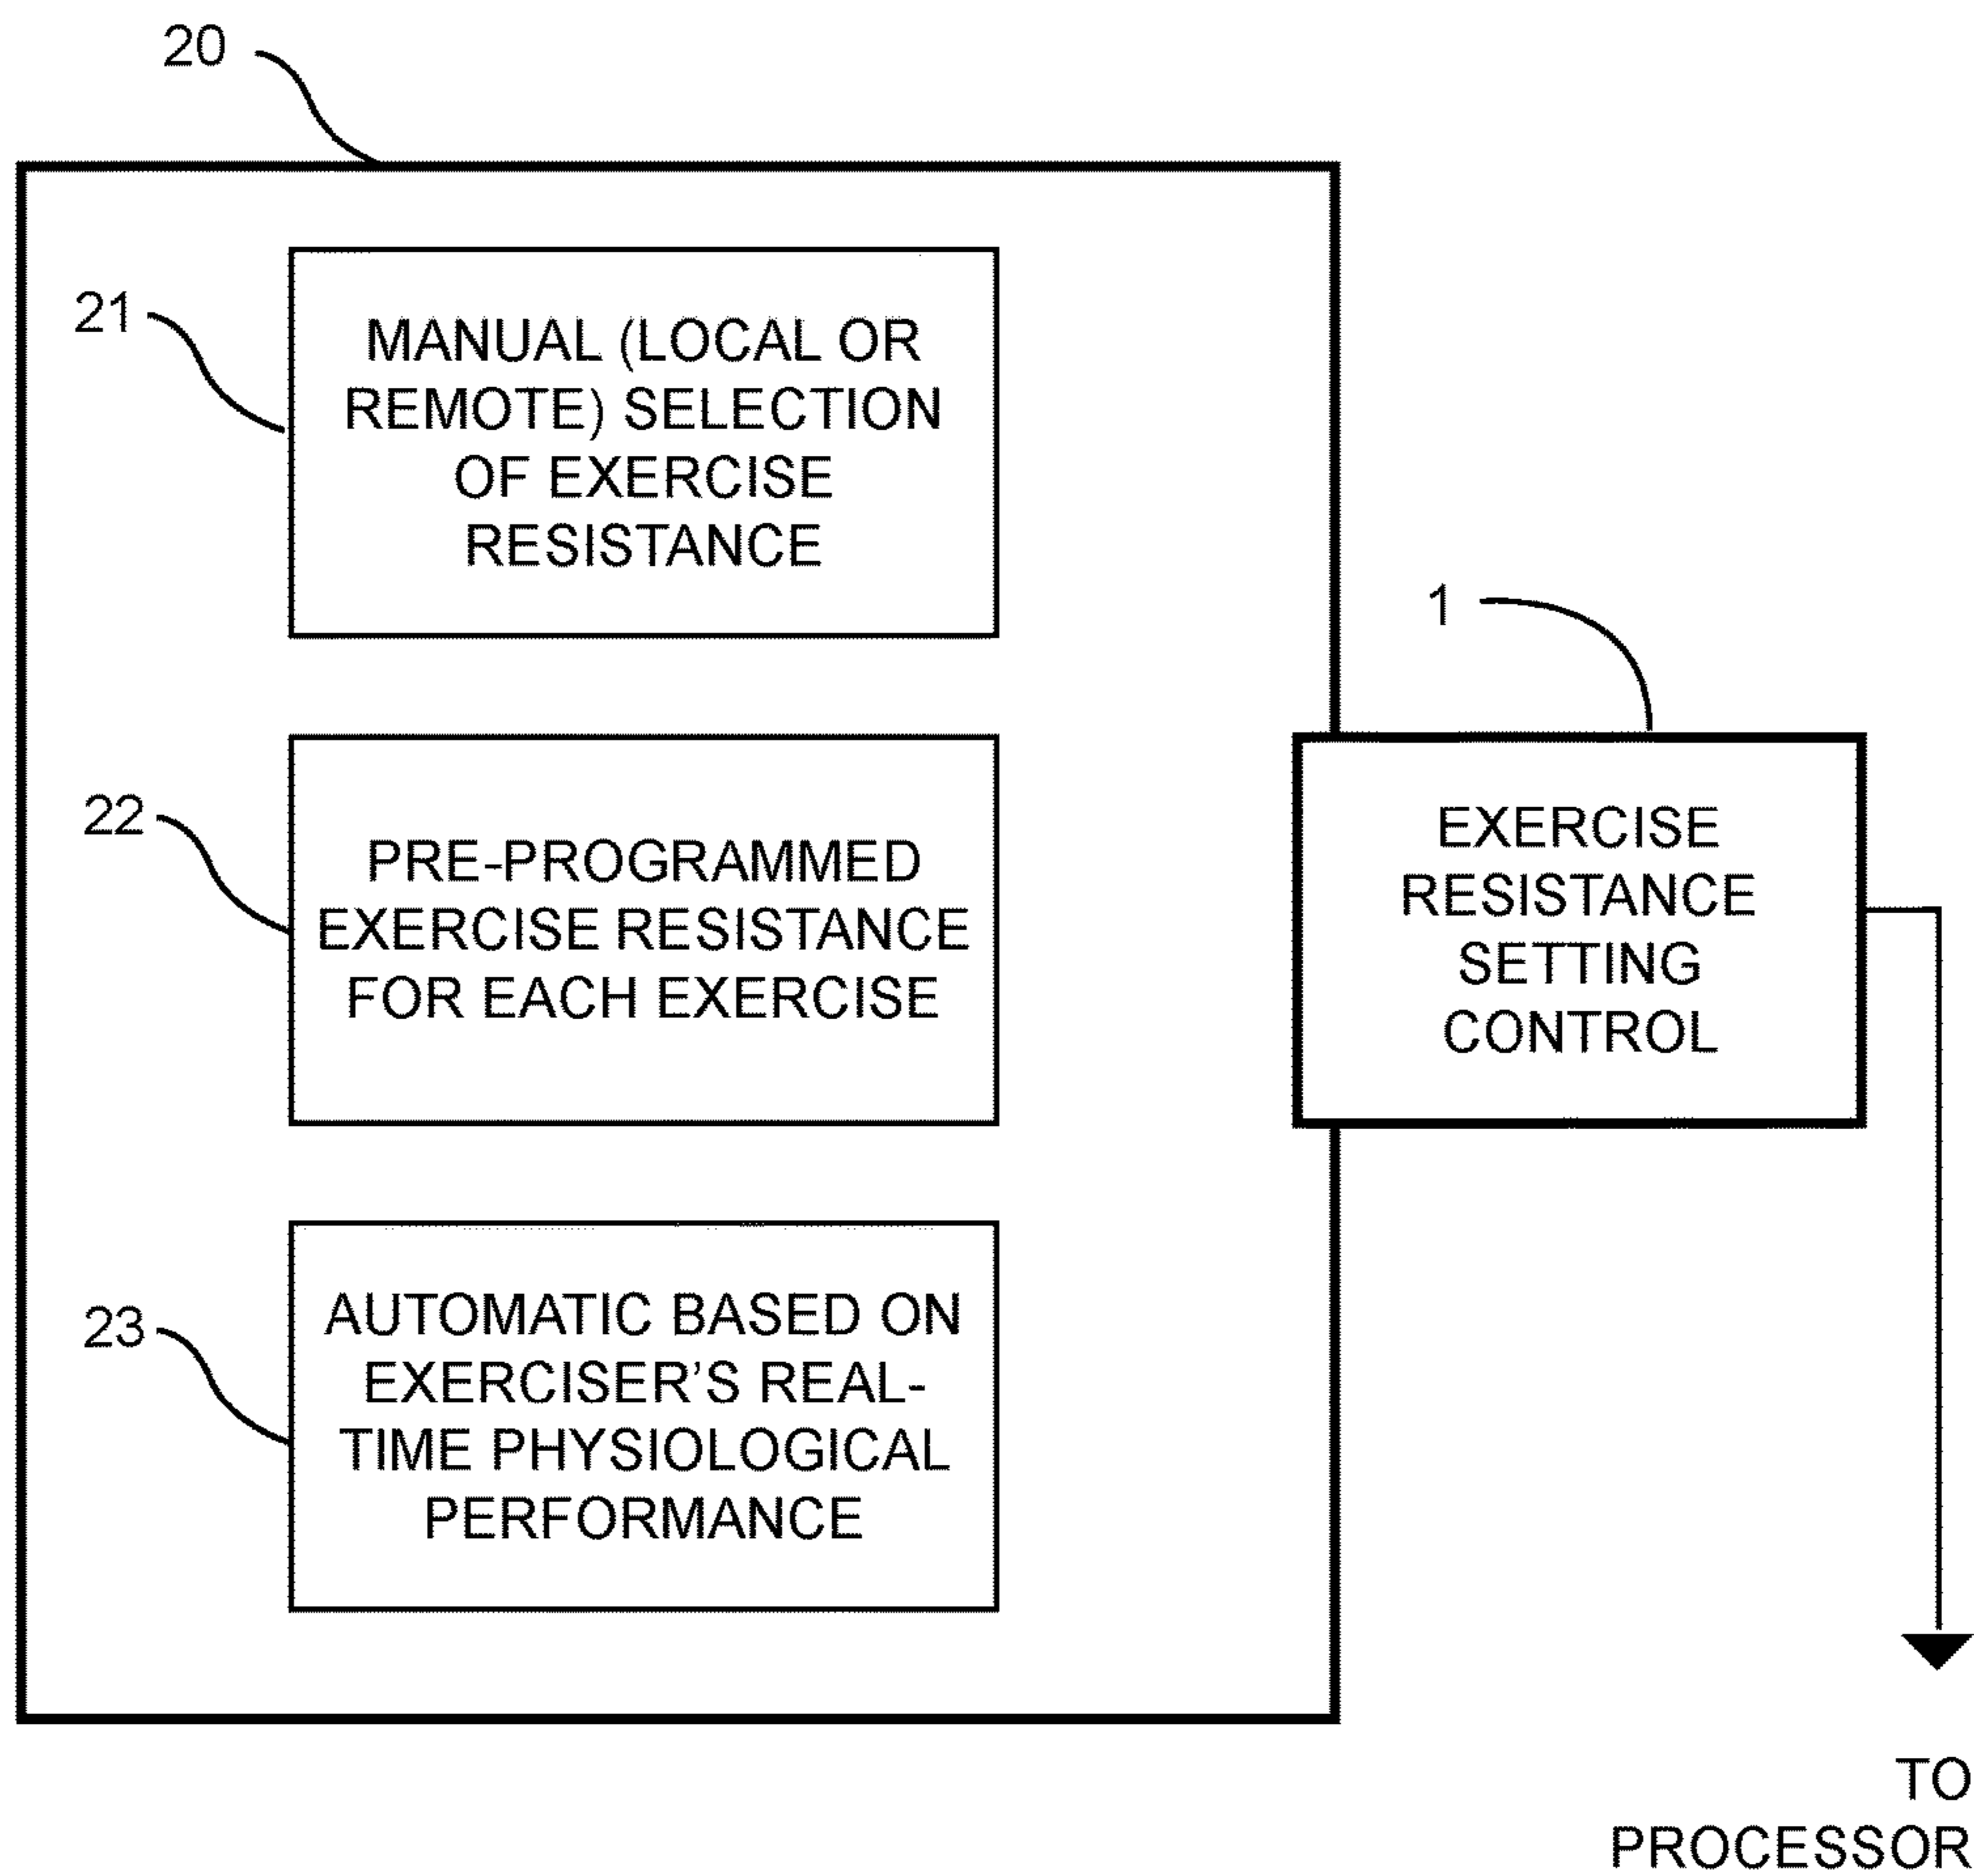 20
21
MANUAL (LOCAL OR
REMOTE) SELECTION
OF EXERCISE
RESISTANCE
1
22
PRE-PROGRAMMED
EXERCISE RESISTANCE
FOR EACH EXERCISE
EXERCISE
RESISTANCE
SETTING
CONTROL
23
AUTOMATIC BASED ON
EXERCISER’S REAL-
TIME PHYSIOLOGICAL
PERFORMANCE
TO
PROCESSOR